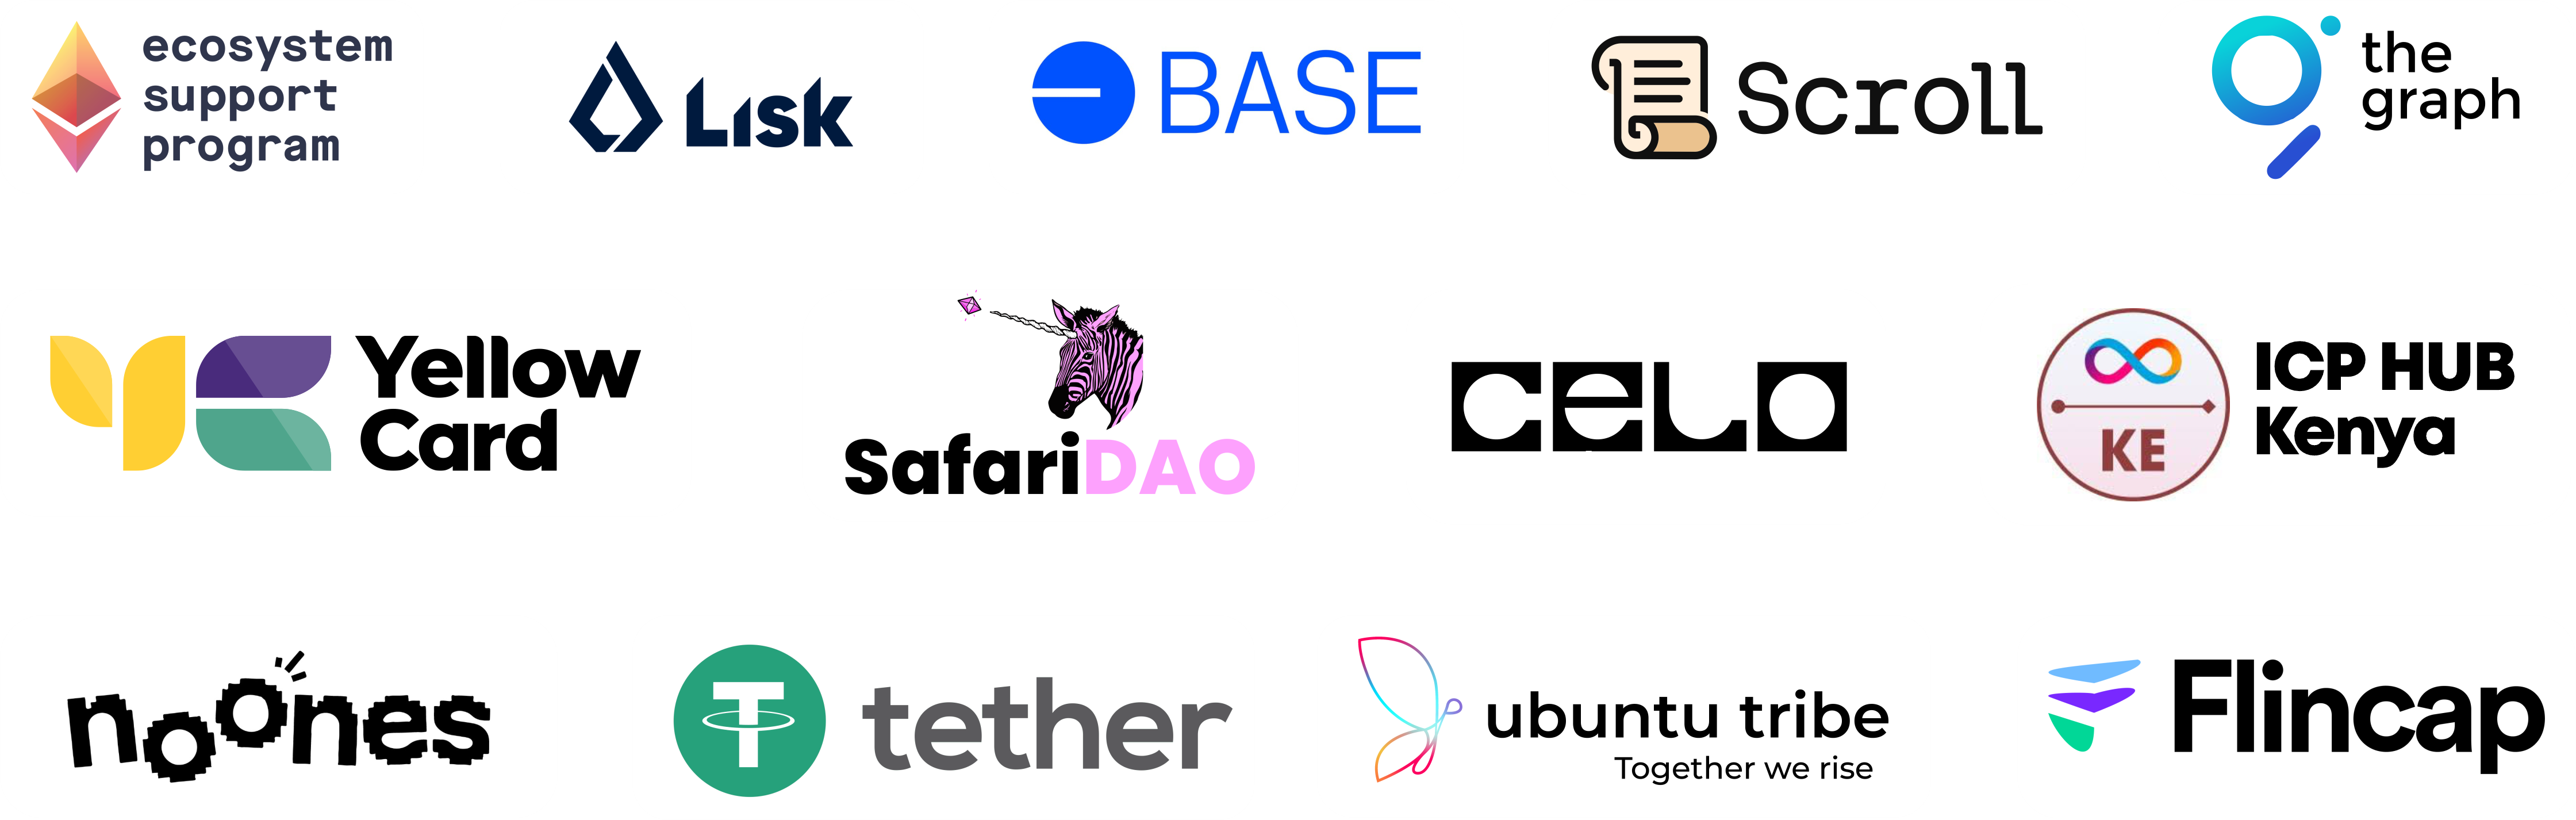 ecosystem
support
program
Lisk
BASE
Scroll
the
graph
Yellow
Card
SafariDAO
CELO
KE
ICP HUB
Kenya
noones
T
tether
ubuntu tribe
Together we rise
Flincap